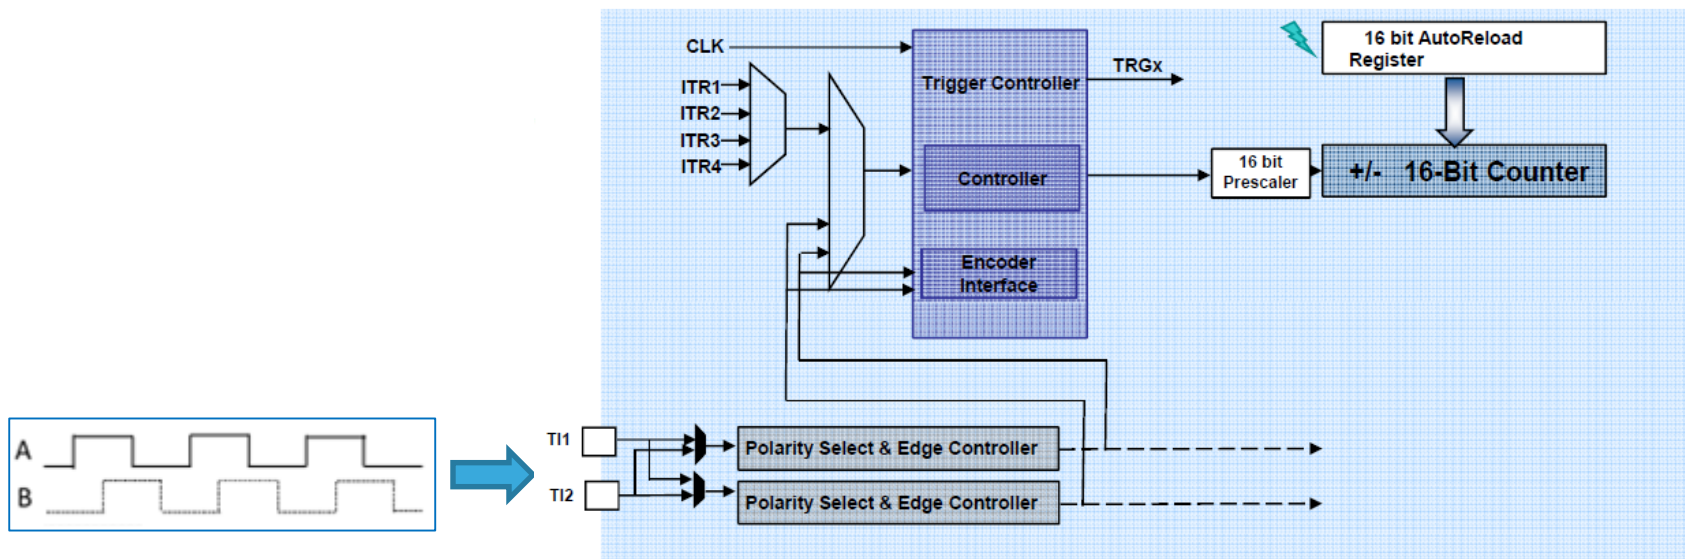 CLK
ITR1
ITR2
ITR3
ITR4
Trigger Controller
TRGx
Controller
Encoder
Interface
16 bit
Prescaler
16 bit AutoReload
Register
+/- 16-Bit Counter
A
B
TI1
TI2
Polarity Select & Edge Controller
Polarity Select & Edge Controller